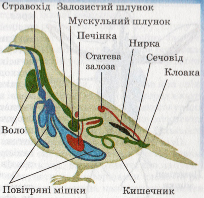 Стравохід Залозистий шлунок
Мускульний шлунок
Печінка
Статева
залоза
Нирка
Сечовід
Клоака
Воло
Повітряні мішки
Кишечник